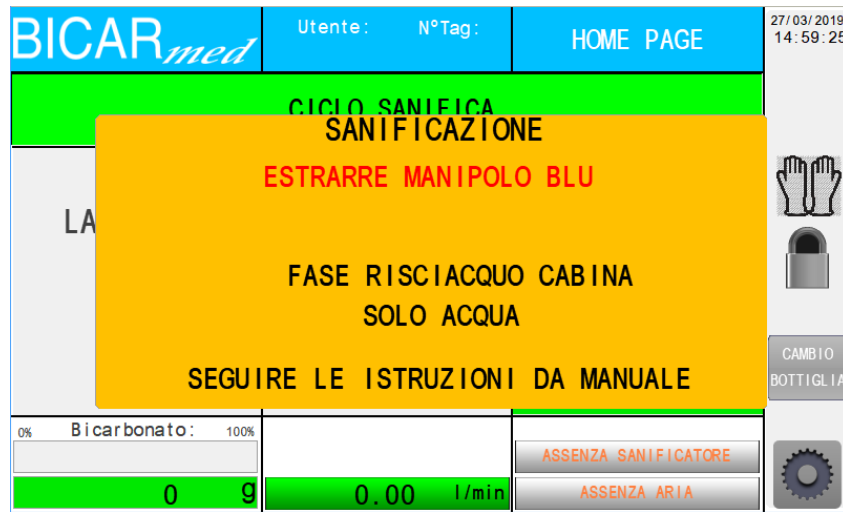 BICARmed
Utente: N°Tag:
HOME PAGE
27/03/2019
14:59:25
CICLO SANIFICA
SANIFICAZIONE
ESTRARRE MANIPOLO BLU
LA
FASE RISCIACQUO CABINA
SOLO ACQUA
SEGUIRE LE ISTRUZIONI DA MANUALE
CAMBIO
BOTTIGLIA
0% Bicarbonato: 100%
0 g
0.00 l/min
ASSENZA SANIFICATORE
ASSENZA ARIA